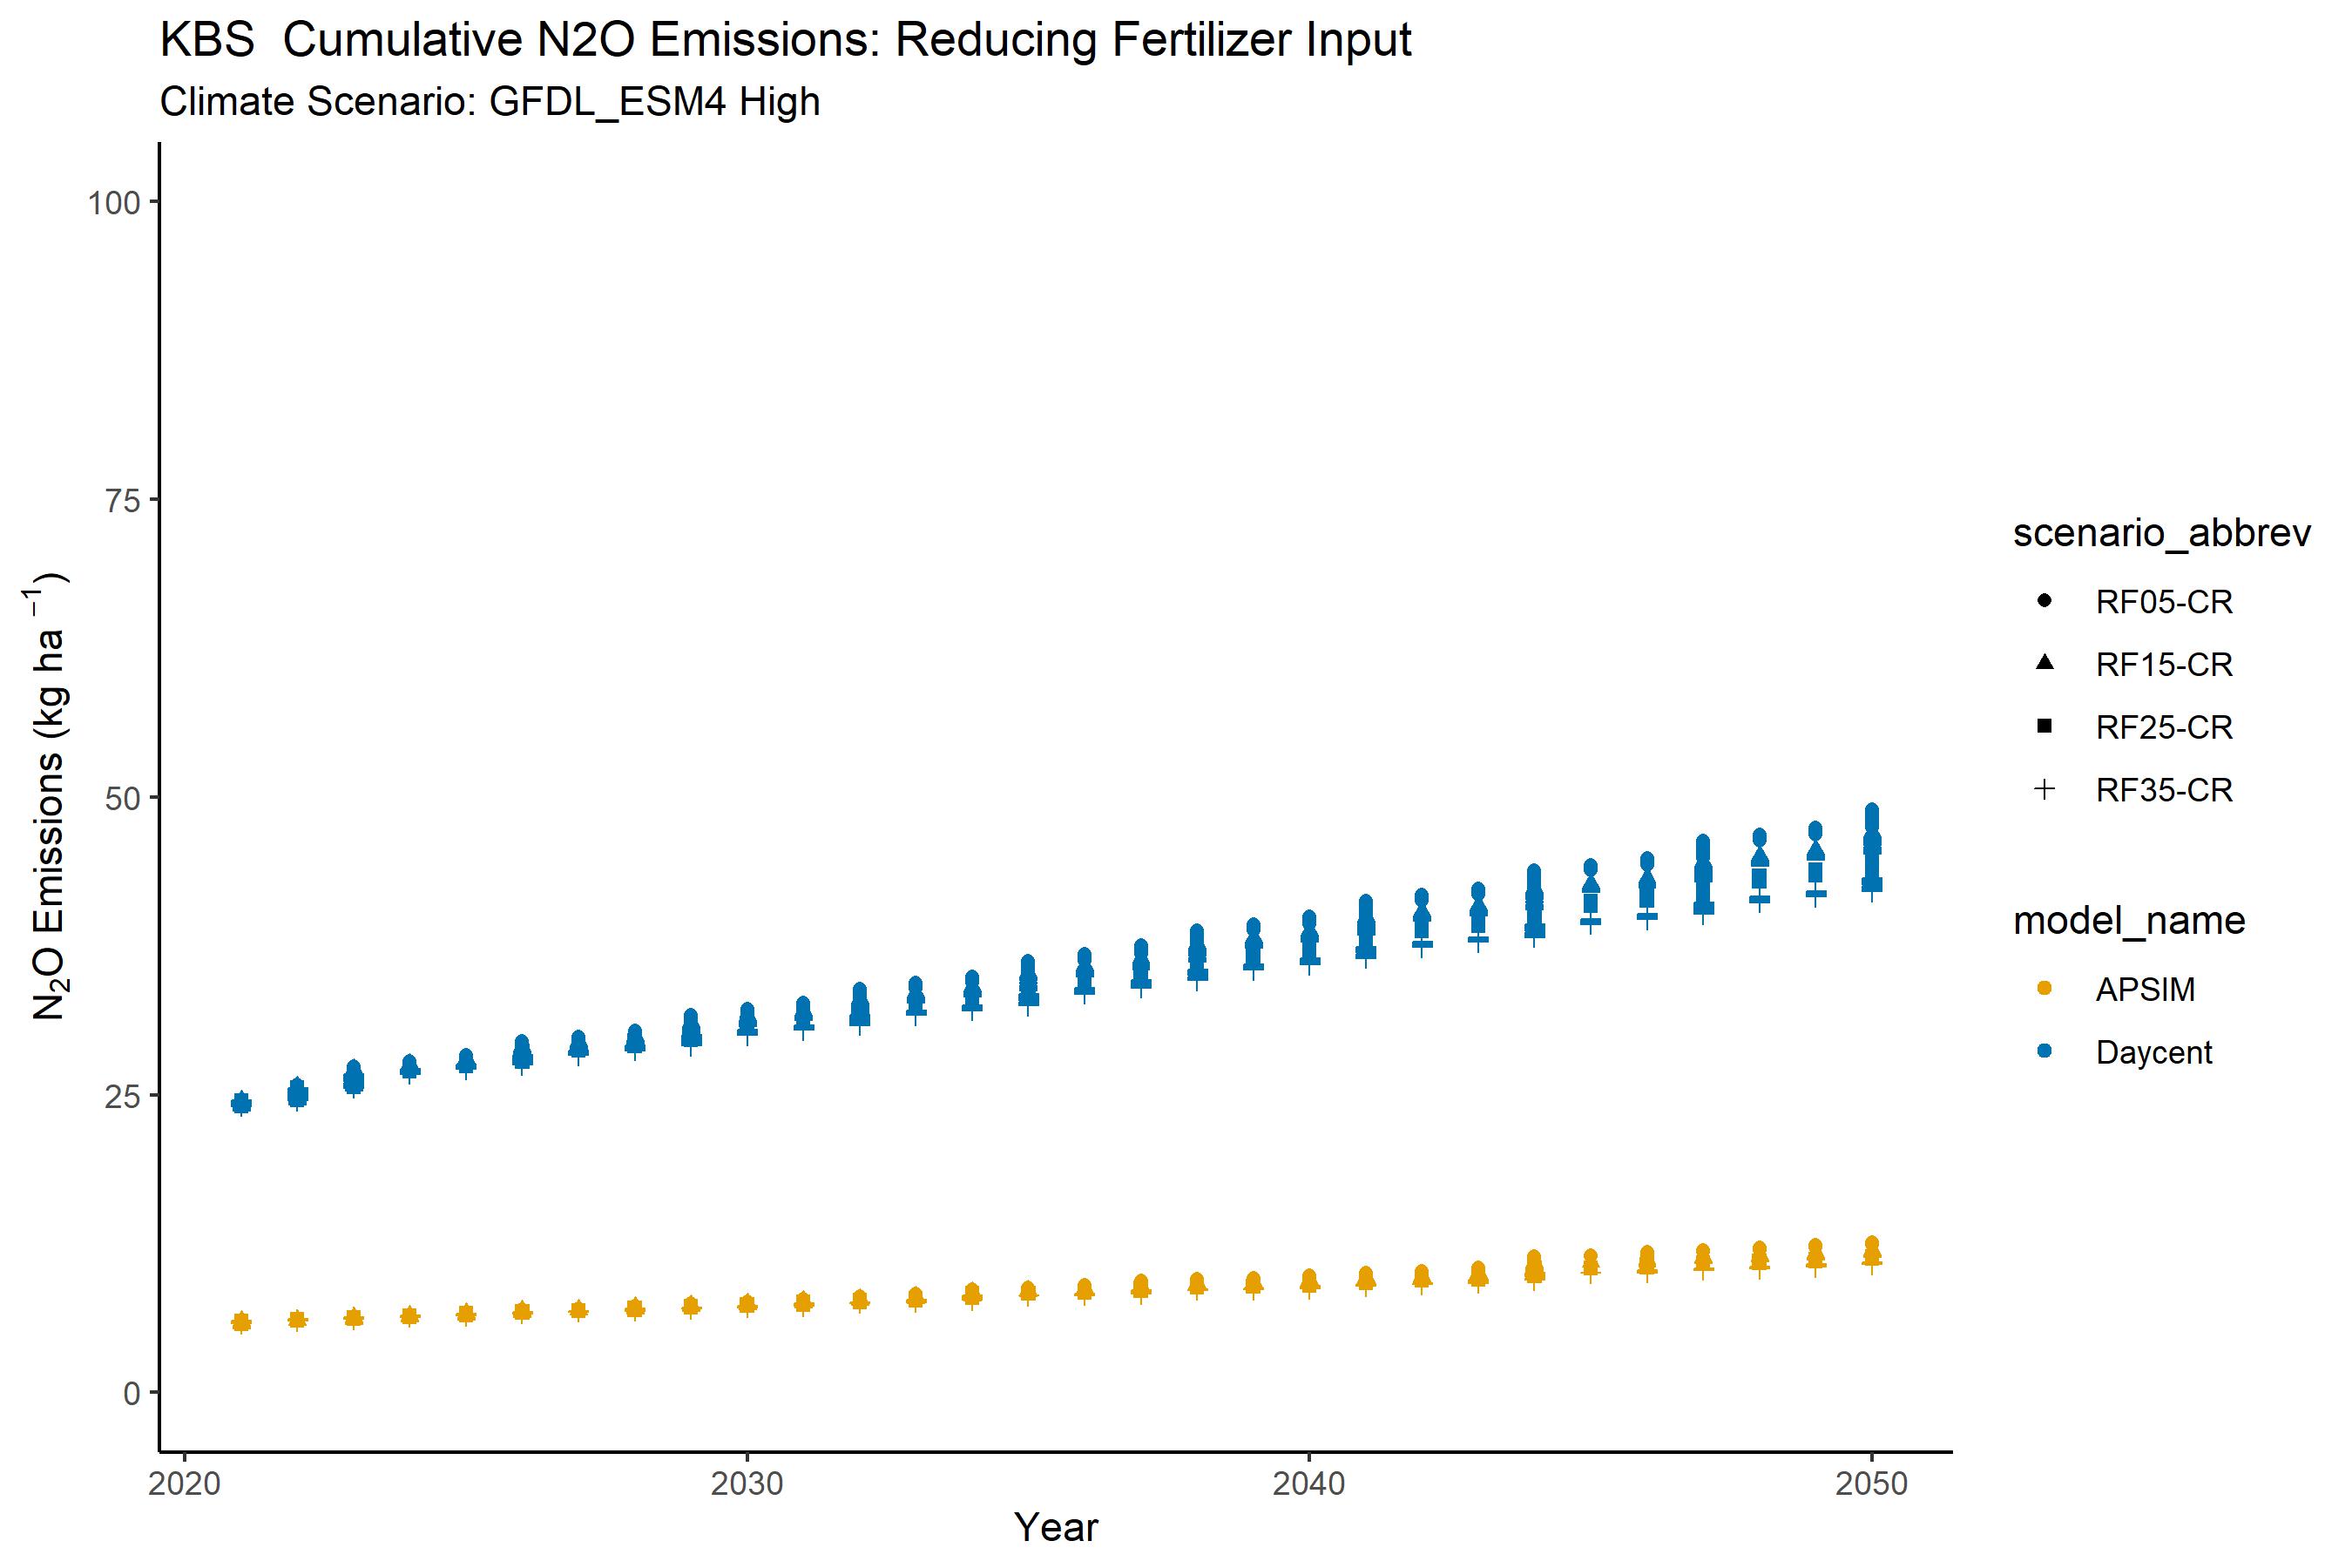 KBS  Cumulative N2O Emissions: Reducing Fertilizer Input
Climate Scenario: GFDL_ESM4 High
N₂O Emissions (kg ha ⁻¹)
100
75
50
25
0
2020
2030
2040
2050
Year
scenario_abbrev
RF05-CR
RF15-CR
RF25-CR
RF35-CR
model_name
APSIM
Daycent